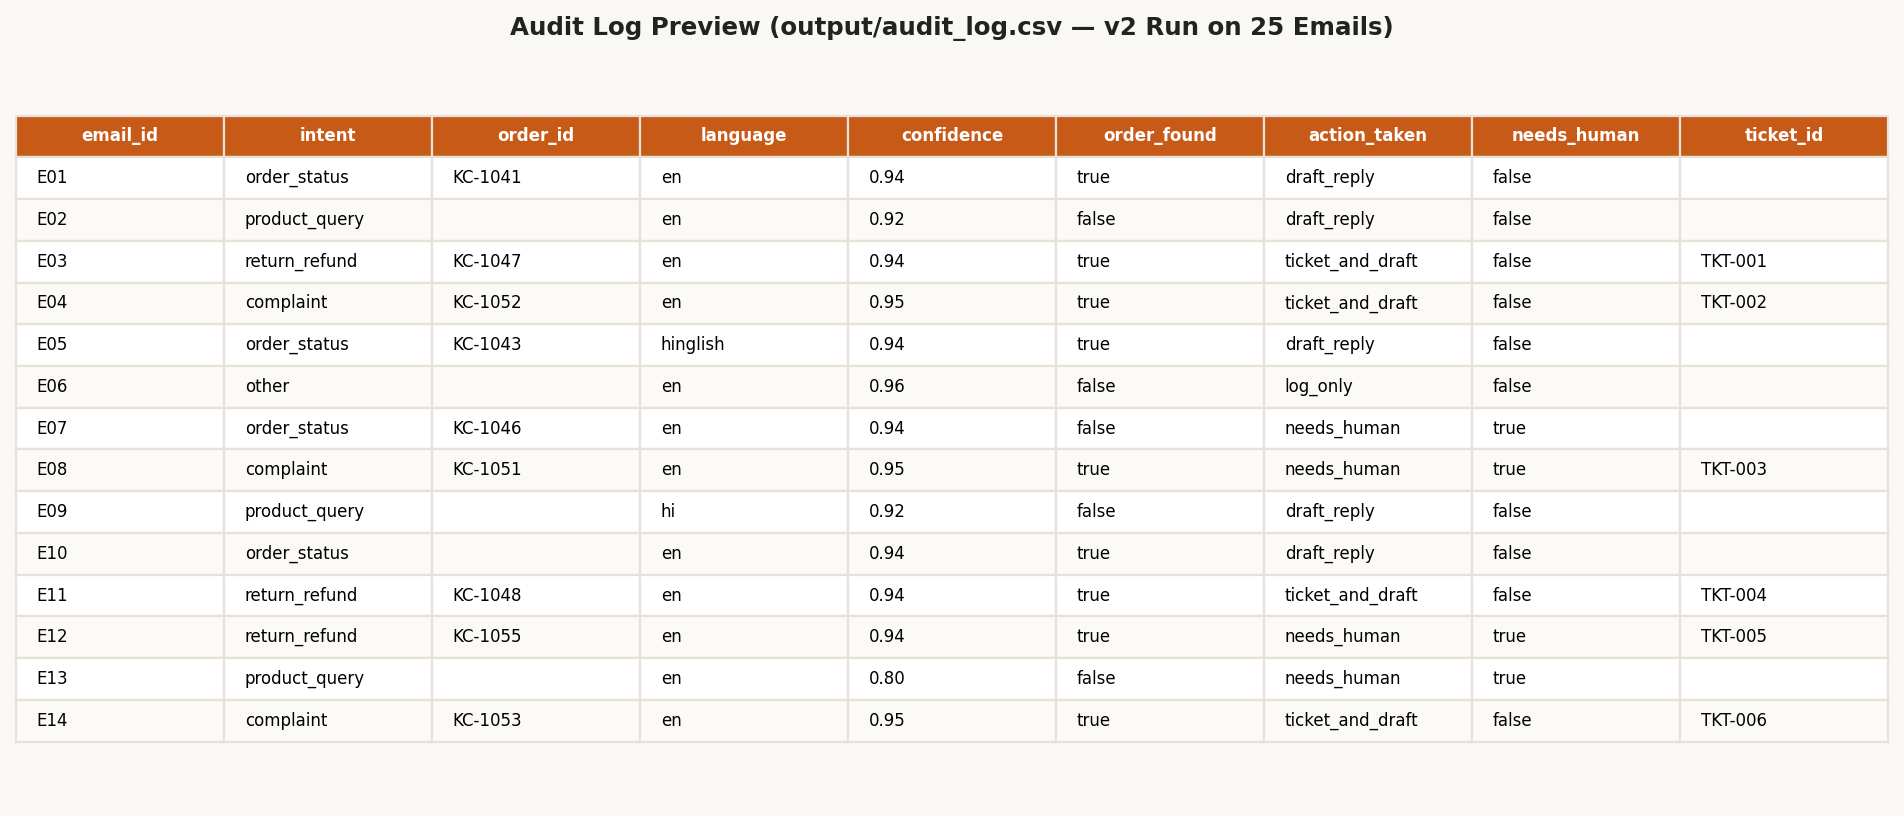 Audit Log Preview (output/audit_log.csv — v2 Run on 25 Emails)
email_id intent order_id language confidence order_found action_taken needs_human ticket_id
E01 order_status KC-1041 en 0.94 true draft_reply false
E02 product_query en 0.92 false draft_reply false
E03 return_refund KC-1047 en 0.94 true ticket_and_draft false TKT-001
E04 complaint KC-1052 en 0.95 true ticket_and_draft false TKT-002
E05 order_status KC-1043 hinglish 0.94 true draft_reply false
E06 other en 0.96 false log_only false
E07 order_status KC-1046 en 0.94 false needs_human true
E08 complaint KC-1051 en 0.95 true needs_human true TKT-003
E09 product_query hi 0.92 false draft_reply false
E10 order_status en 0.94 true draft_reply false
E11 return_refund KC-1048 en 0.94 true ticket_and_draft false TKT-004
E12 return_refund KC-1055 en 0.94 true needs_human true TKT-005
E13 product_query en 0.80 false needs_human true
E14 complaint KC-1053 en 0.95 true ticket_and_draft false TKT-006